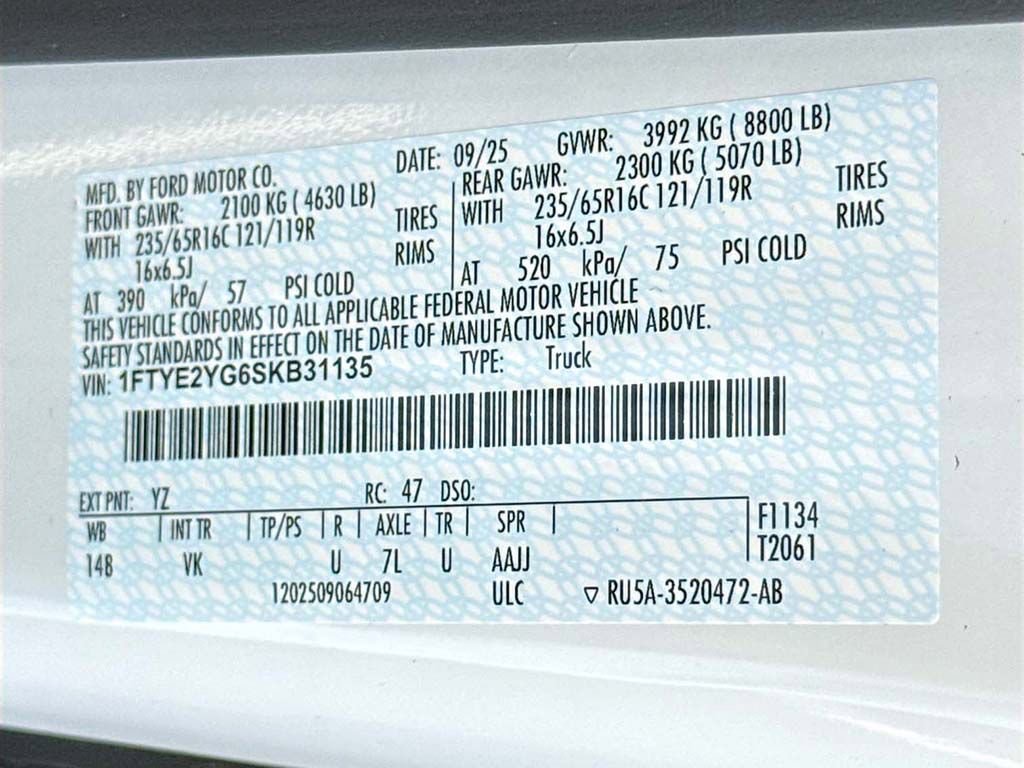 MFD. BY FORD MOTOR CO. DATE: 09/25 GVWR: 3992 KG ( 8800 LB)
FRONT GAWR: 2100 KG ( 4630 LB) REAR GAWR: 2300 KG ( 5070 LB)
WITH 235/65R16C 121/119R TIRES WITH 235/65R16C 121/119R TIRES
16x6.5J RIMS 16x6.5J RIMS
AT 390 kPa/ 57 PSI COLD AT 520 kPa/ 75 PSI COLD
THIS VEHICLE CONFORMS TO ALL APPLICABLE FEDERAL MOTOR VEHICLE
SAFETY STANDARDS IN EFFECT ON THE DATE OF MANUFACTURE SHOWN ABOVE.
VIN: 1FTYE2YG6SKB31135 TYPE: Truck
EXT PNT: YZ RC: 47 DSO:
WB INT TR TP/PS R AXLE TR SPR F1134
148 VK U 7L U AAJJ T2061
1202509064709 ULC ▽ RU5A-3520472-AB